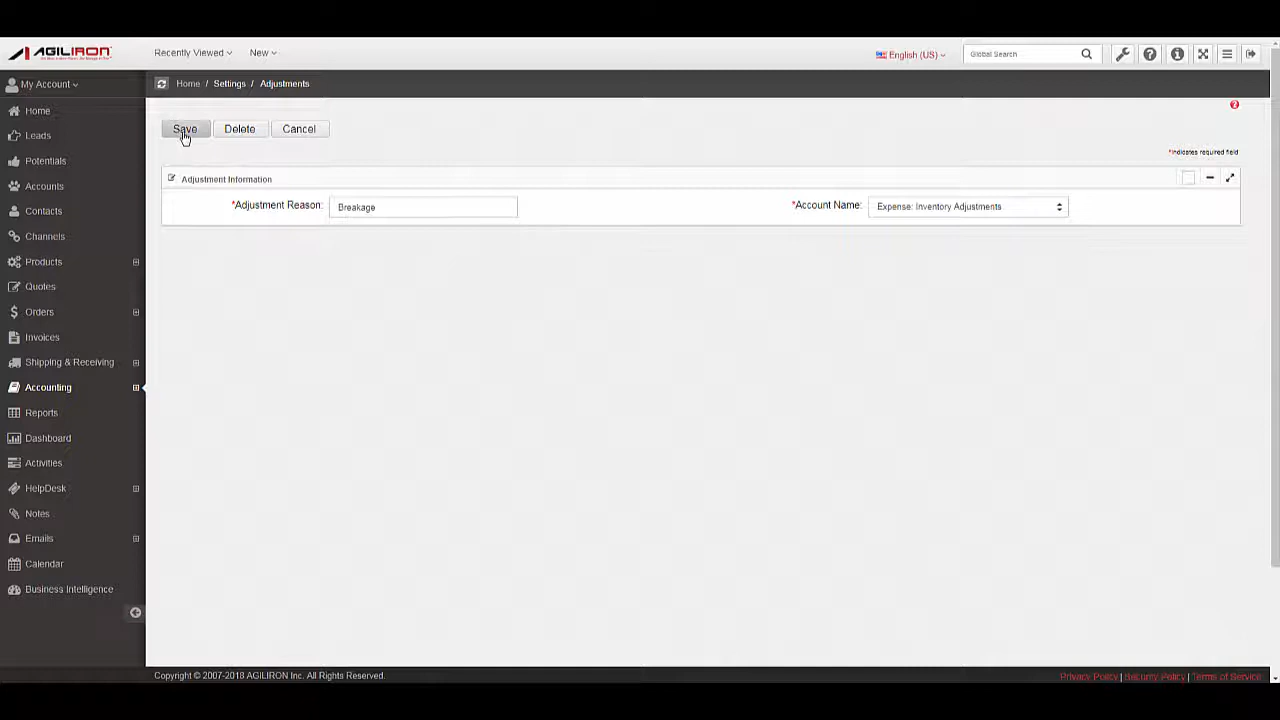 AGILIRON
Recently Viewed
New
English (US)
Global Search
My Account
Home / Settings / Adjustments
Home
Leads
Potentials
Accounts
Contacts
Channels
Products
Quotes
Orders
Invoices
Shipping & Receiving
Accounting
Reports
Dashboard
Activities
HelpDesk
Notes
Emails
Calendar
Business Intelligence
Save
Delete
Cancel
*Indicates required field
Adjustment Information
*Adjustment Reason: Breakage
*Account Name: Expense: Inventory Adjustments
Copyright © 2007-2018 AGILIRON Inc. All Rights Reserved.
Privacy Policy | Security Policy | Terms of Service